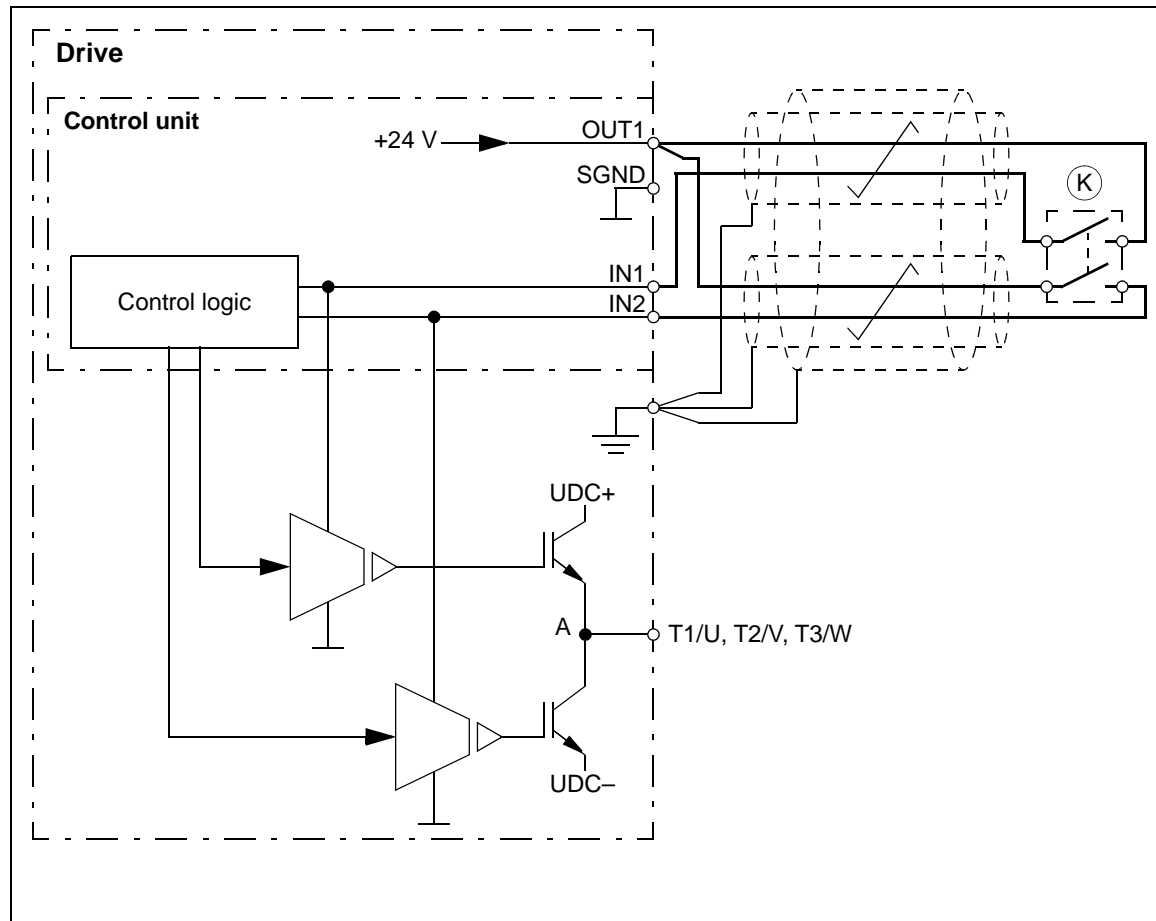 Drive
Control unit
+24 V
OUT1
SGND
K
IN1
IN2
Control logic
UDC+
A
T1/U, T2/V, T3/W
UDC–